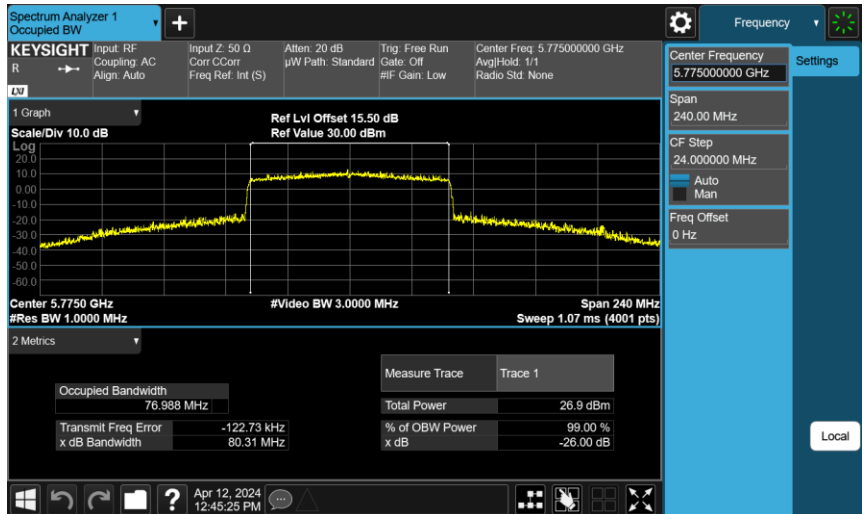 Spectrum Analyzer 1
Occupied BW
Frequency
KEYSIGHT
R
LXI
Input: RF
Coupling: AC
Align: Auto
Input Z: 50 Ω
Corr CCorr
Freq Ref: Int (S)
Atten: 20 dB
µW Path: Standard
Trig: Free Run
Gate: Off
#IF Gain: Low
Center Freq: 5.775000000 GHz
Avg|Hold: 1/1
Radio Std: None
Center Frequency
5.775000000 GHz
Settings
Span
240.00 MHz
CF Step
24.000000 MHz
Auto
Man
Freq Offset
0 Hz
Local
1 Graph
Scale/Div 10.0 dB
Ref Lvl Offset 15.50 dB
Ref Value 30.00 dBm
Log
20.0
10.0
0.00
-10.0
-20.0
-30.0
-40.0
-50.0
-60.0
Center 5.7750 GHz
#Res BW 1.0000 MHz
#Video BW 3.0000 MHz
Span 240 MHz
Sweep 1.07 ms (4001 pts)
2 Metrics
Measure Trace Trace 1
Occupied Bandwidth
76.988 MHz
Total Power 26.9 dBm
Transmit Freq Error -122.73 kHz
% of OBW Power 99.00 %
x dB Bandwidth 80.31 MHz
x dB -26.00 dB
Apr 12, 2024
12:45:25 PM